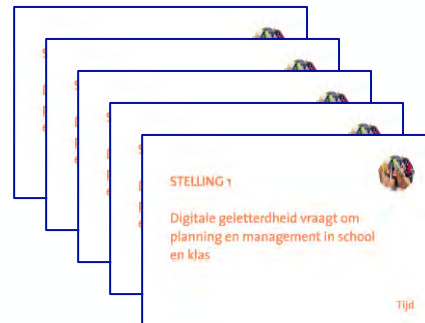 STELLING 1
Digitale geletterdheid vraagt om
planning en management in school
en klas
Tijd